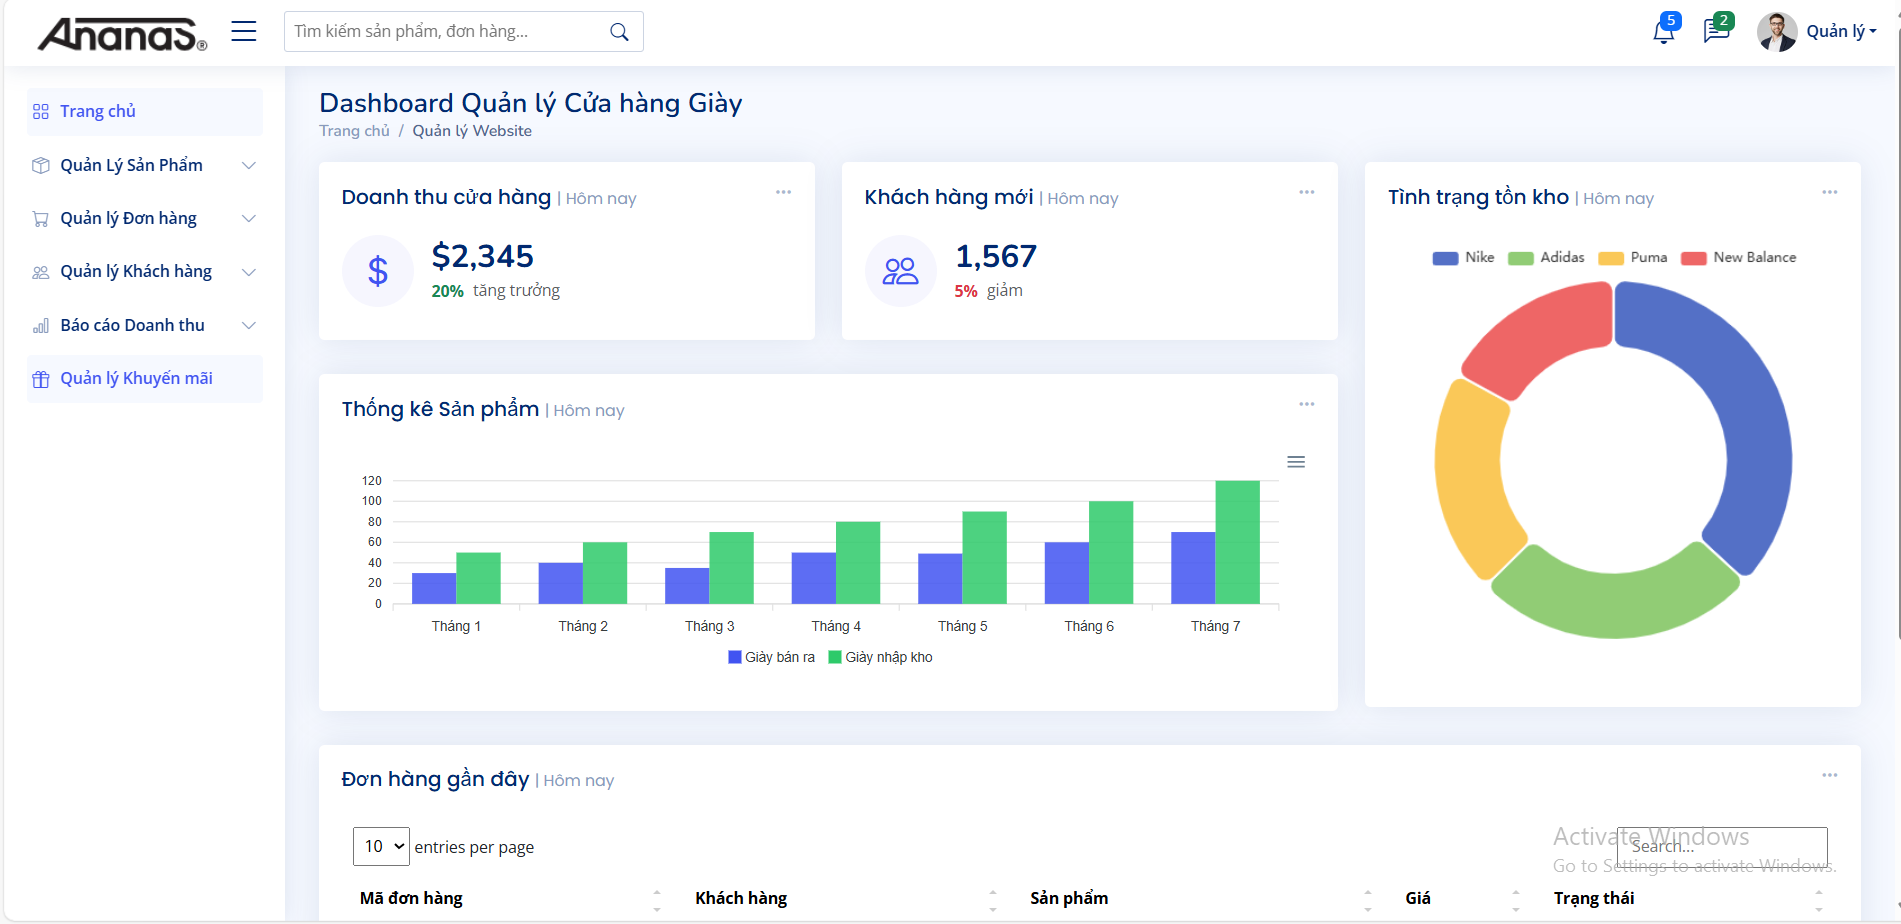 Ananas®
Tìm kiếm sản phẩm, đơn hàng...
5
2
Quản lý
Trang chủ
Quản Lý Sản Phẩm
Quản lý Đơn hàng
Quản lý Khách hàng
Báo cáo Doanh thu
Quản lý Khuyến mãi
Dashboard Quản lý Cửa hàng Giày
Trang chủ / Quản lý Website
Doanh thu cửa hàng | Hôm nay
$
$2,345
20% tăng trưởng
Khách hàng mới | Hôm nay
1,567
5% giảm
Tình trạng tồn kho | Hôm nay
Nike Adidas Puma New Balance
Thống kê Sản phẩm | Hôm nay
120
100
80
60
40
20
0
Tháng 1 Tháng 2 Tháng 3 Tháng 4 Tháng 5 Tháng 6 Tháng 7
Giày bán ra Giày nhập kho
Đơn hàng gần đây | Hôm nay
10 entries per page
Search...
Activate Windows
Go to Settings to activate Windows.
Mã đơn hàng Khách hàng Sản phẩm Giá Trạng thái